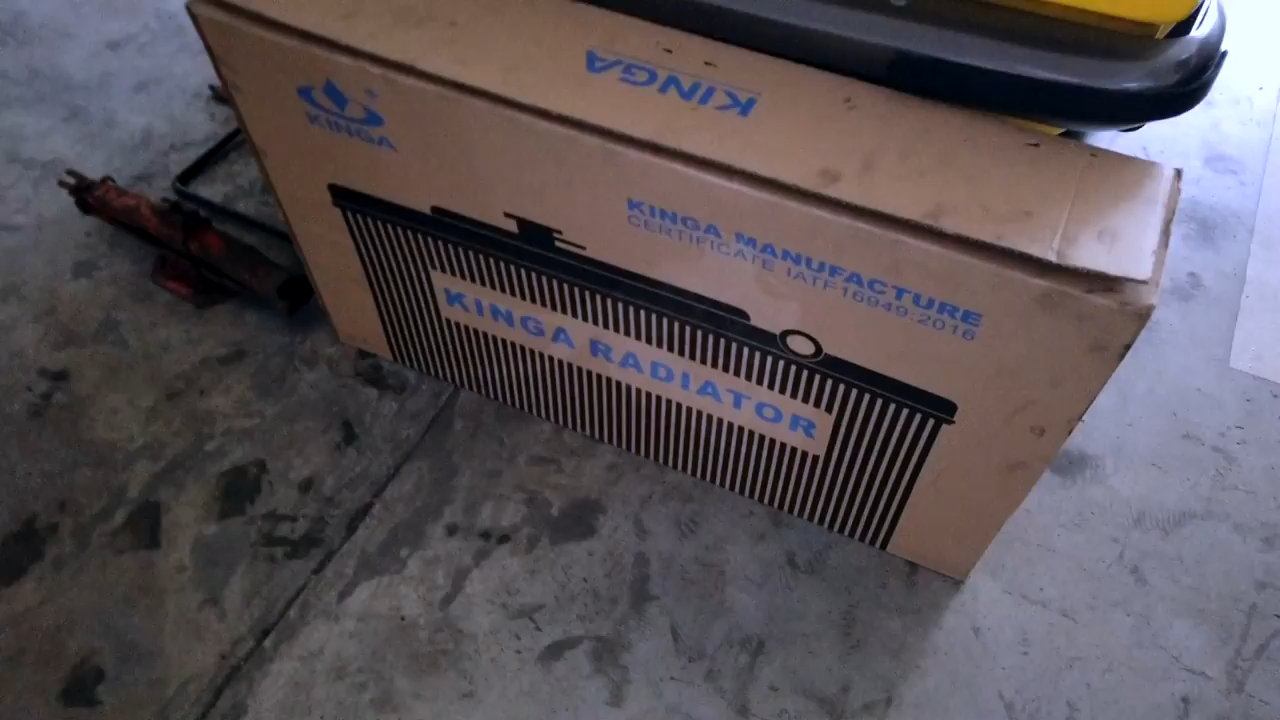 KINGA
KINGA
KINGA MANUFACTURE
CERTIFICATE IATF16949:2016
KINGA RADIATOR